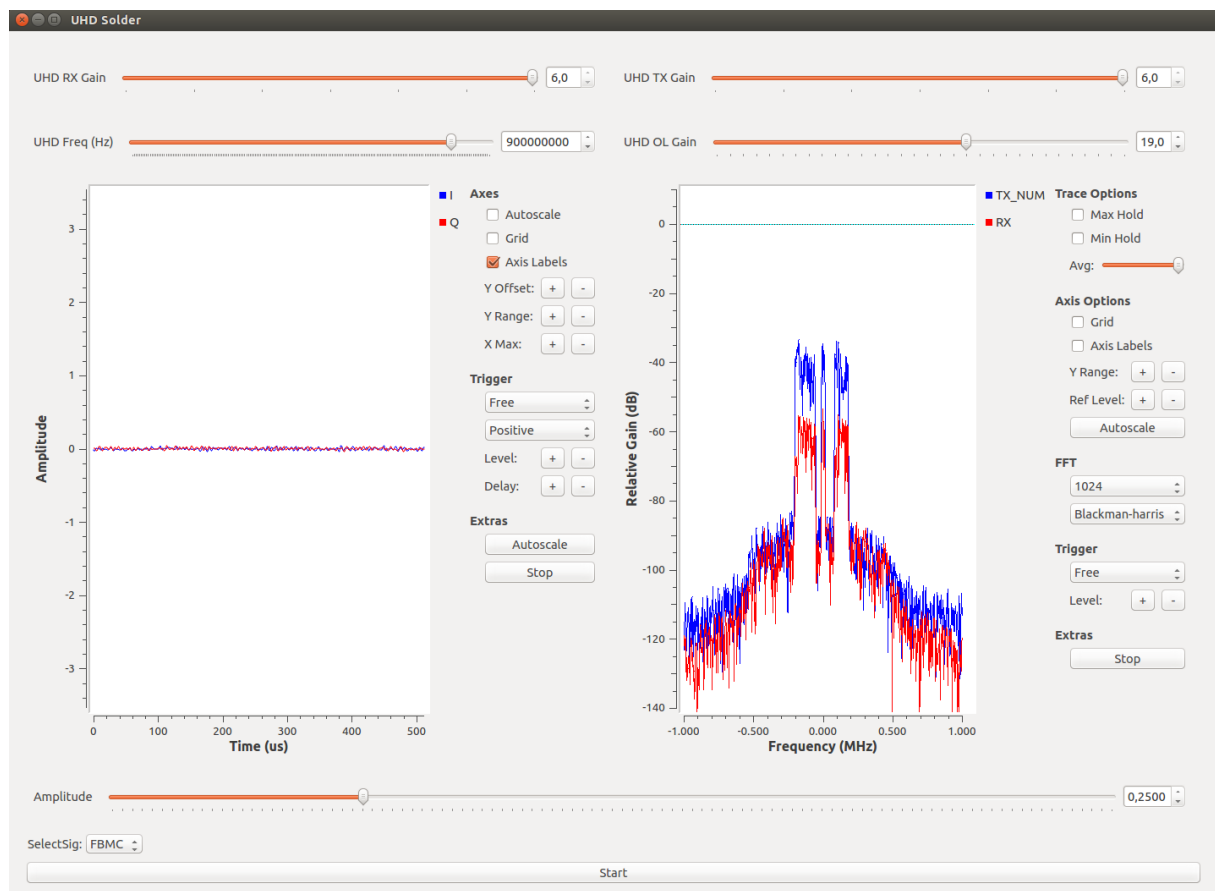 UHD Solder
UHD RX Gain 6,0
UHD TX Gain 6,0
UHD Freq (Hz) 900000000
UHD OL Gain 19,0
I
Q
Axes
Autoscale
Grid
Axis Labels
Y Offset: + -
Y Range: + -
X Max: + -
Trigger
Free
Positive
Level: + -
Delay: + -
Extras
Autoscale
Stop
3
2
1
0
-1
-2
-3
Amplitude
0 100 200 300 400 500
Time (us)
TX_NUM
RX
Trace Options
Max Hold
Min Hold
Avg:
Axis Options
Grid
Axis Labels
Y Range: + -
Ref Level: + -
Autoscale
FFT
1024
Blackman-harris
Trigger
Free
Level: + -
Extras
Stop
0
-20
-40
-60
-80
-100
-120
-140
Relative Gain (dB)
-1.000 -0.500 0.000 0.500 1.000
Frequency (MHz)
Amplitude 0,2500
SelectSig: FBMC
Start